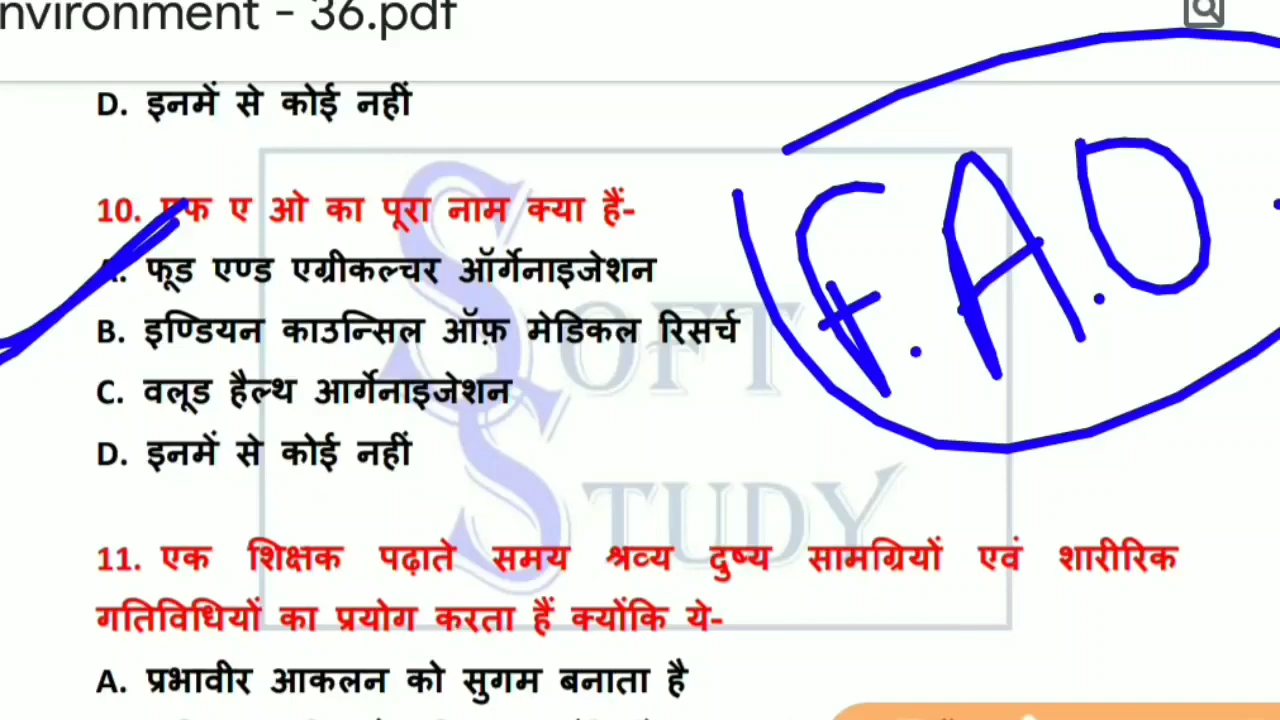 nvironment - 36.pdf
D. इनमें से कोई नहीं
10. एफ ए ओ का पूरा नाम क्या हैं-
A. फूड एण्ड एग्रीकल्चर ऑर्गेनाइजेशन
B. इण्डियन काउन्सिल ऑफ़ मेडिकल रिसर्च
C. वलूड हैल्थ आर्गेनाइजेशन
D. इनमें से कोई नहीं
F.A.O
SOFT
STUDY
11. एक शिक्षक पढ़ाते समय श्रव्य दुष्य सामग्रियों एवं शारीरिक
गतिविधियों का प्रयोग करता हैं क्योंकि ये-
A. प्रभावीर आकलन को सुगम बनाता है